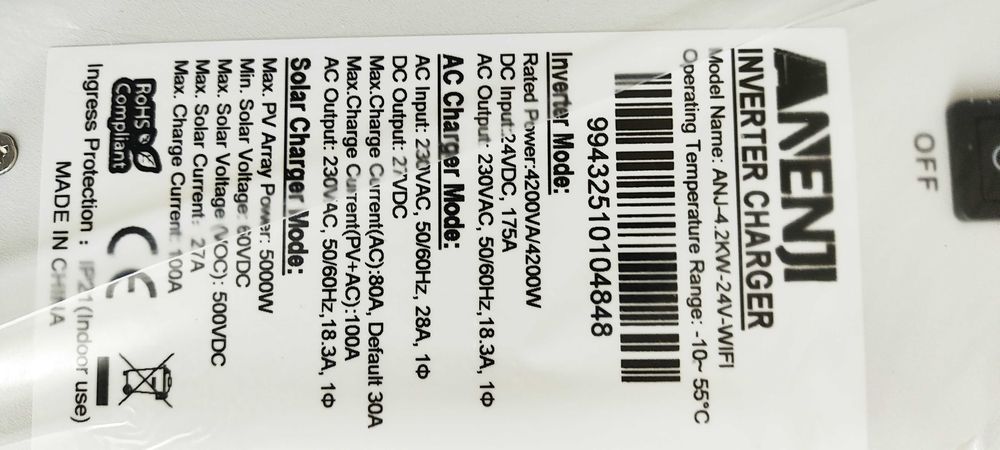 ANENJI
INVERTER CHARGER
Model Name: ANJ-4.2KW-24V-WIFI
Operating Temperature Range: -10~ 55°C
99432510104848
Inverter Mode:
Rated Power:4200VA/4200W
DC Input:24VDC, 175A
AC Output: 230VAC, 50/60Hz,18.3A, 1Φ
AC Charger Mode:
AC Input: 230VAC, 50/60Hz, 28A, 1Φ
DC Output: 27VDC
Max.Charge Current(AC):80A, Default 30A
Max.Charge Current(PV+AC):100A
AC Output: 230VAC, 50/60Hz,18.3A, 1Φ
Solar Charger Mode:
Max. PV Array Power: 5000W
Min. Solar Voltage: 60VDC
Max. Solar Voltage (VOC): 500VDC
Max. Solar Current: 27A
Max. Charge Current: 100A
RoHS
Compliant
CE
Ingress Protection : IP21(Indoor use)
MADE IN CHINA
OFF